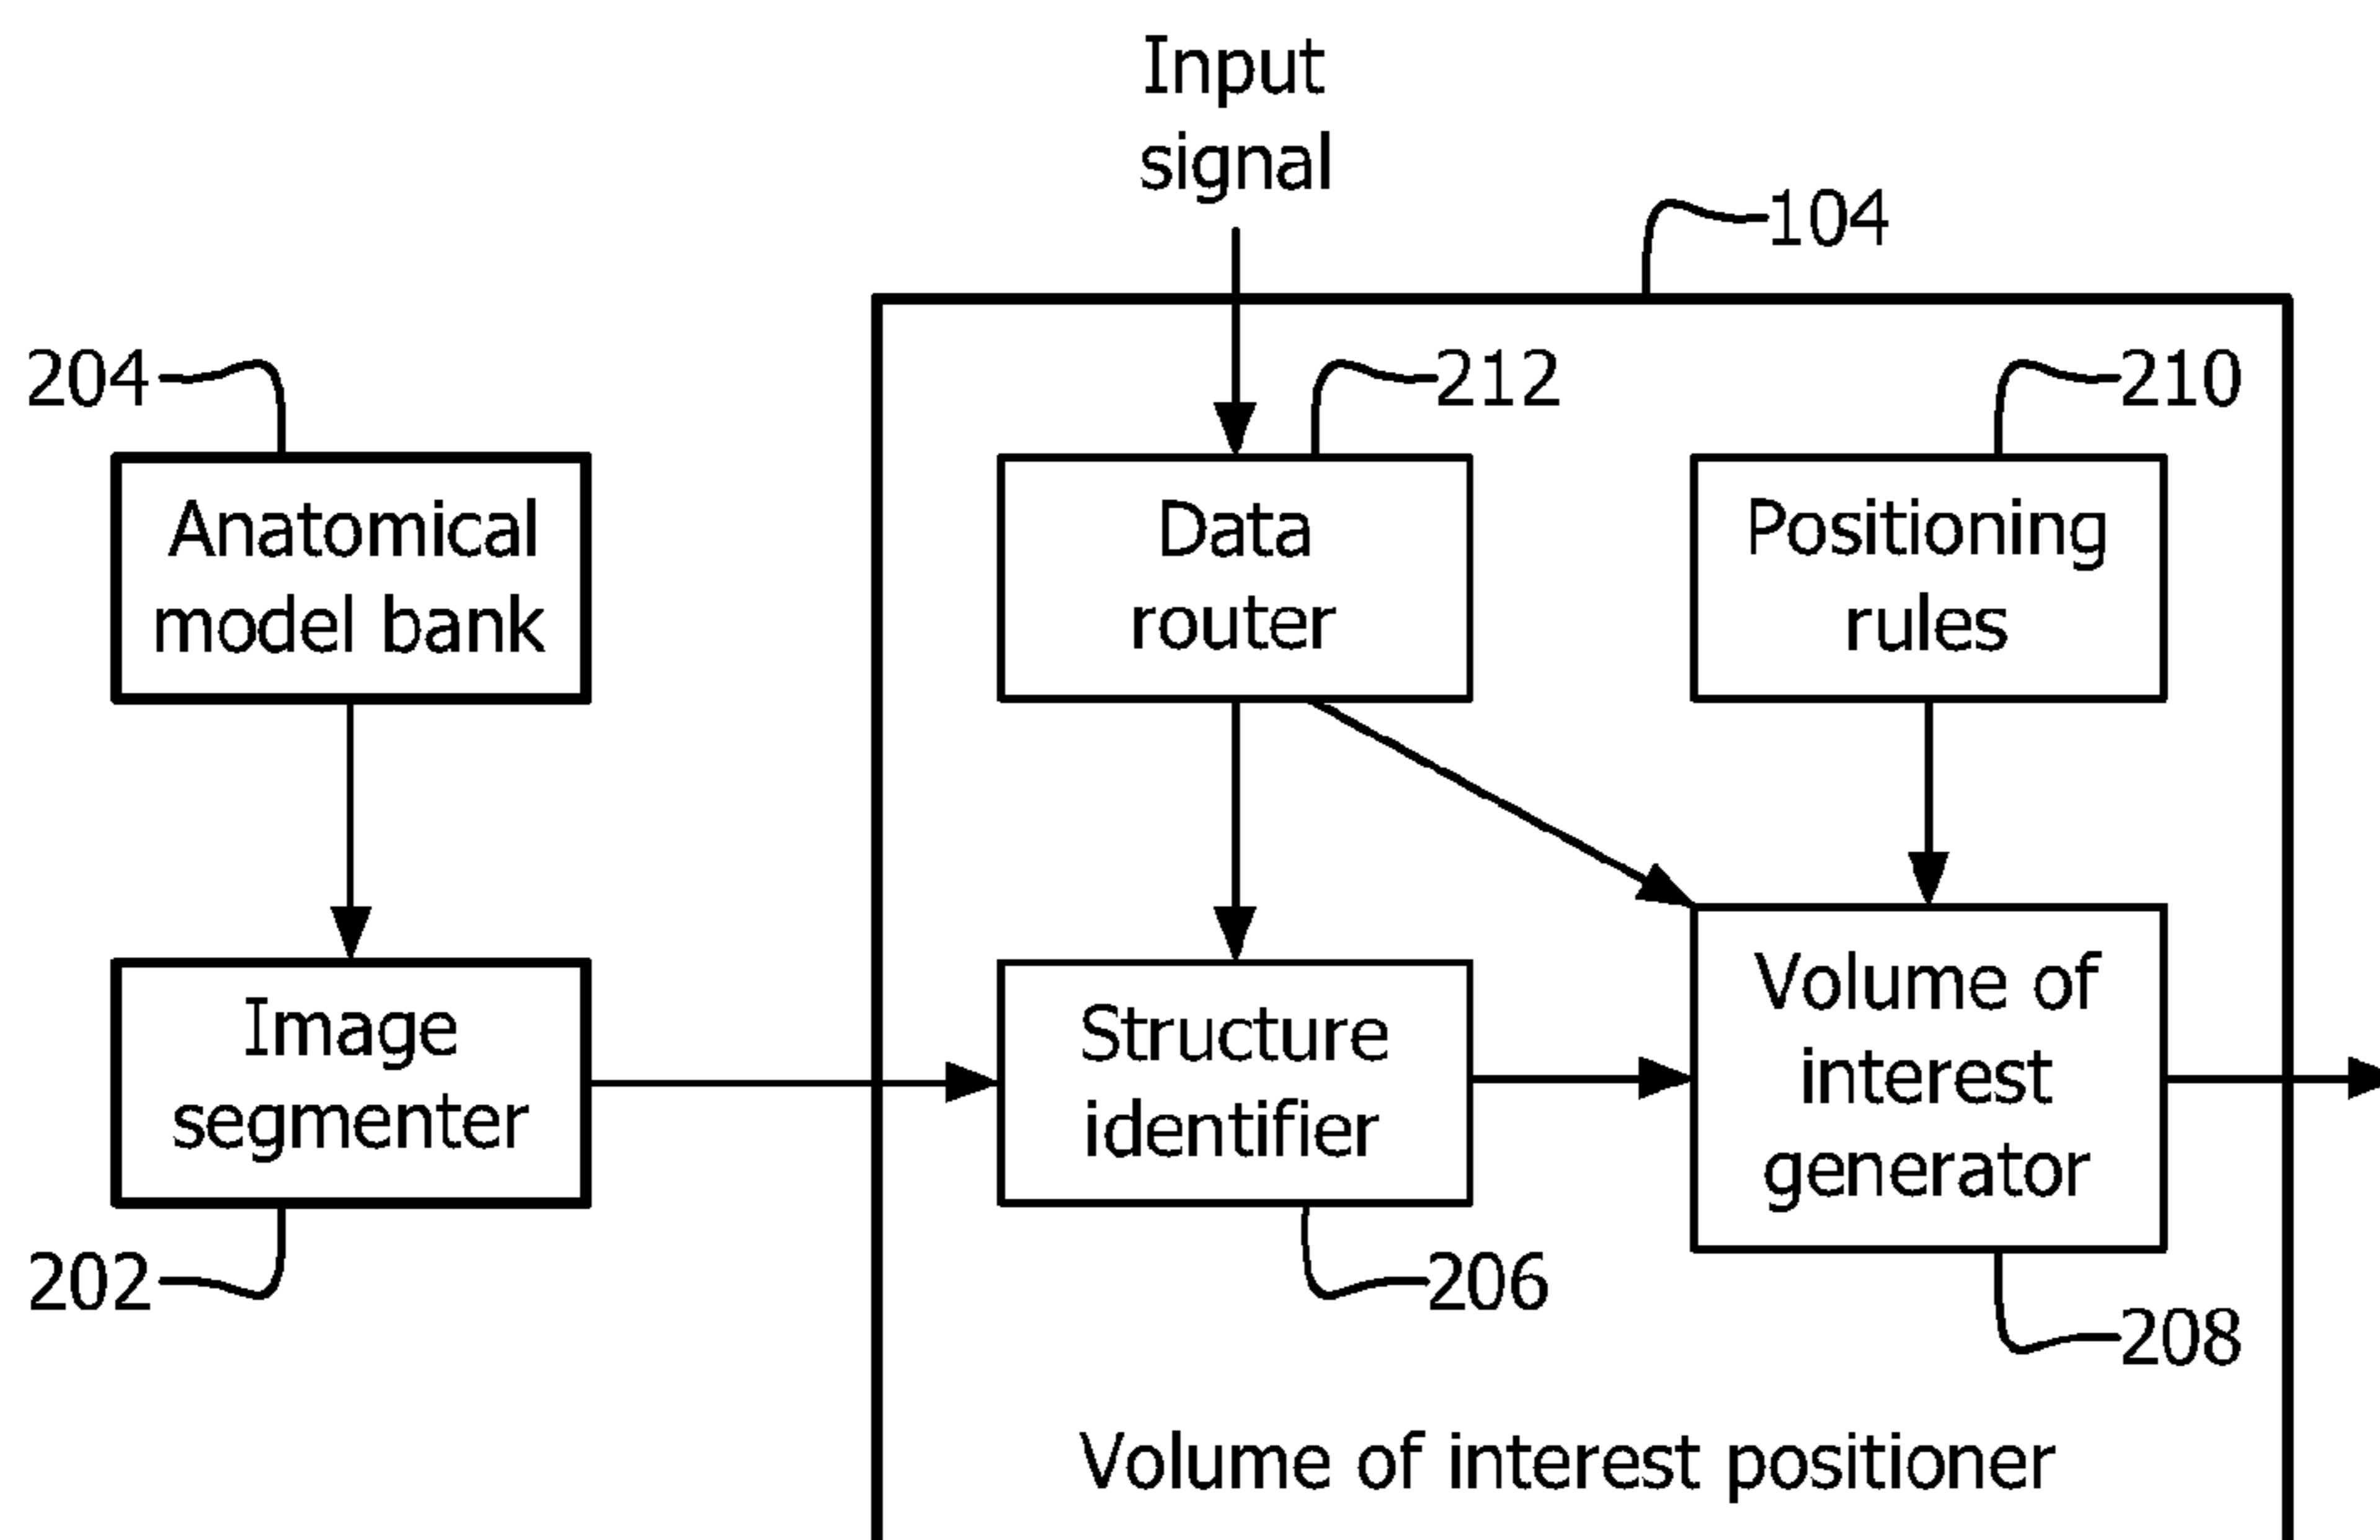 Input
signal
104
204
212
210
Anatomical
model bank
Data
router
Positioning
rules
Image
segmenter
Structure
identifier
Volume of
interest
generator
202
206
208
Volume of interest positioner